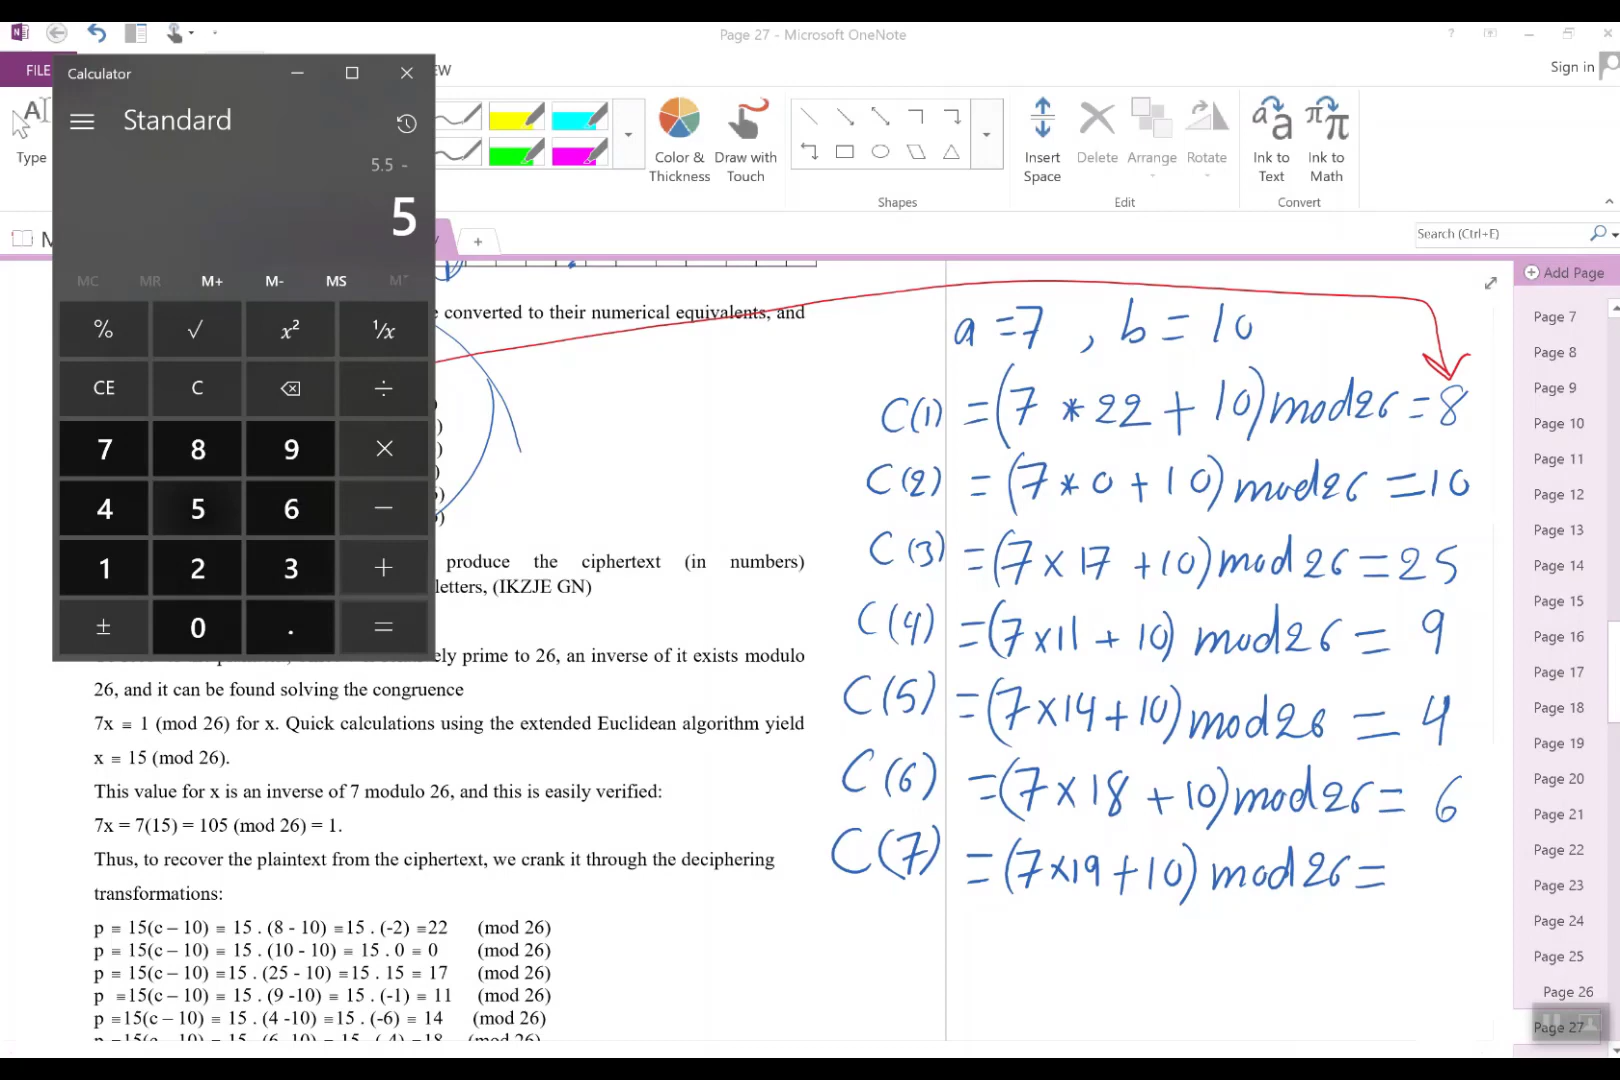 Page 27 - Microsoft OneNote
?
FILE
EW
Sign in
Calculator
Standard
5.5 -
5
MC MR M+ M- MS M
% √ x² ¹/x
CE C ÷
7 8 9 ×
4 5 6 −
1 2 3 +
± 0 . =
Type
Color & Thickness
Draw with Touch
Shapes
Insert Space
Delete
Arrange
Rotate
Edit
Ink to Text
Ink to Math
Convert
M
+
Search (Ctrl+E)
Add Page
Page 7
Page 8
Page 9
Page 10
Page 11
Page 12
Page 13
Page 14
Page 15
Page 16
Page 17
Page 18
Page 19
Page 20
Page 21
Page 22
Page 23
Page 24
Page 25
Page 26
Page 27
converted to their numerical equivalents, and
produce the ciphertext (in numbers)
letters, (IKZJE GN)
ely prime to 26, an inverse of it exists modulo
26, and it can be found solving the congruence
7x ≡ 1 (mod 26) for x. Quick calculations using the extended Euclidean algorithm yield
x ≡ 15 (mod 26).
This value for x is an inverse of 7 modulo 26, and this is easily verified:
7x = 7(15) = 105 (mod 26) = 1.
Thus, to recover the plaintext from the ciphertext, we crank it through the deciphering
transformations:
p ≡ 15(c – 10) ≡ 15 . (8 - 10) ≡15 . (-2) ≡22 (mod 26)
p ≡ 15(c – 10) ≡ 15 . (10 - 10) ≡ 15 . 0 ≡ 0 (mod 26)
p ≡ 15(c – 10) ≡15 . (25 - 10) ≡15 . 15 ≡ 17 (mod 26)
p ≡15(c – 10) ≡ 15 . (9 -10) ≡ 15 . (-1) ≡ 11 (mod 26)
p ≡15(c – 10) ≡ 15 . (4 -10) ≡15 . (-6) ≡ 14 (mod 26)
p ≡15(c – 10) ≡ 15 . (6 -10) ≡ 15 . (-4) ≡18 (mod 26)
a = 7 , b = 10
C(1) = (7 * 22 + 10) mod 26 = 8
C(2) = (7 * 0 + 10) mod 26 = 10
C(3) = (7 x 17 + 10) mod 26 = 25
C(4) = (7 x 11 + 10) mod 26 = 9
C(5) = (7 x 14 + 10) mod 26 = 4
C(6) = (7 x 18 + 10) mod 26 = 6
C(7) = (7 x 19 + 10) mod 26 =